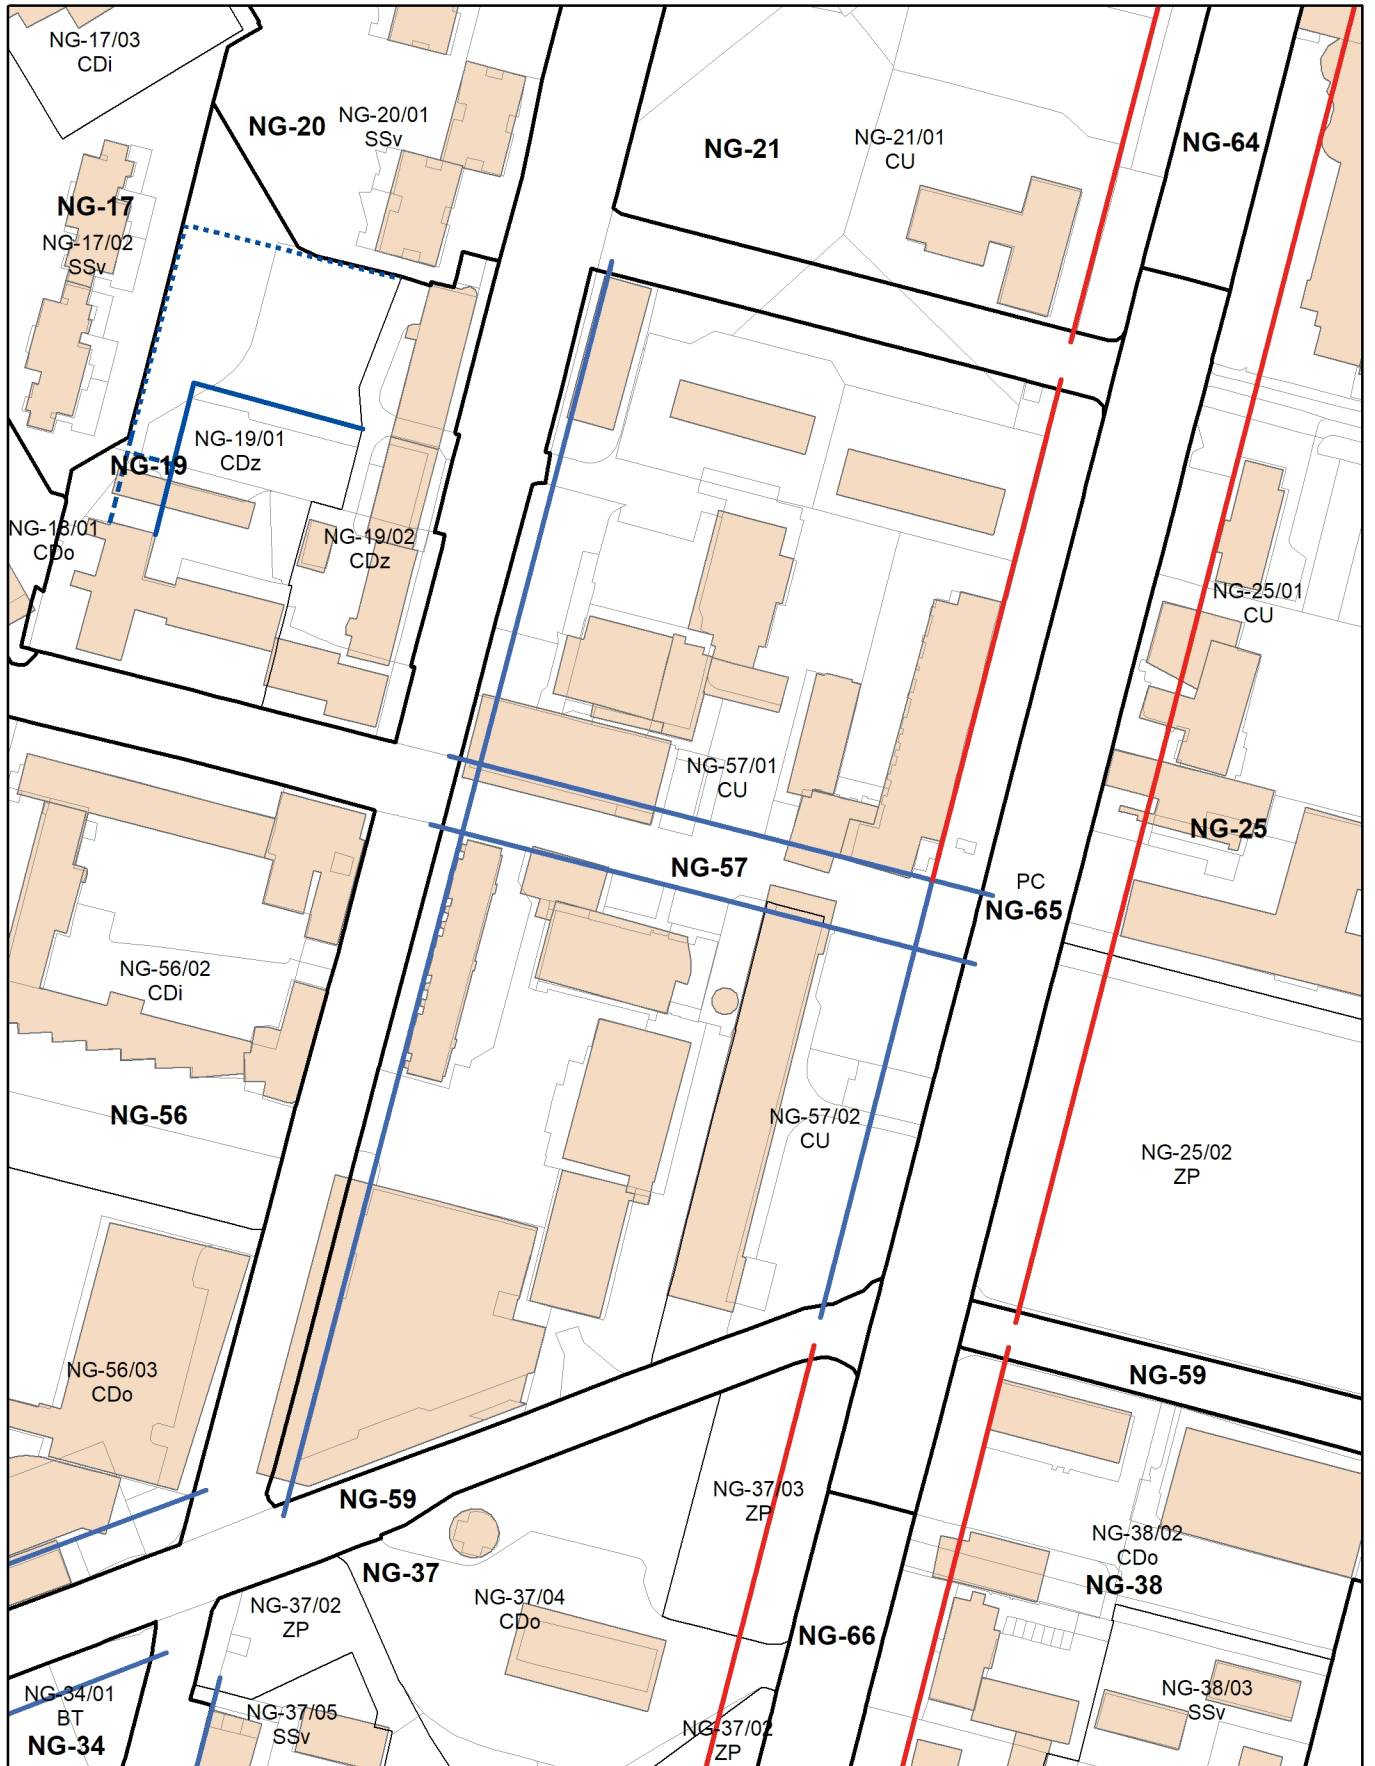 NG-17/03
CDi
NG-20
NG-20/01
SSv
NG-21
NG-21/01
CU
NG-64
NG-17
NG-17/02
SSv
NG-19/01
CDz
NG-19
NG-18/01
CDo
NG-19/02
CDz
NG-25/01
CU
NG-57/01
CU
NG-25
NG-57
PC
NG-65
NG-56/02
CDi
NG-56
NG-57/02
CU
NG-25/02
ZP
NG-56/03
CDo
NG-59
NG-59
NG-37/03
ZP
NG-38/02
CDo
NG-38
NG-37
NG-37/04
CDo
NG-37/02
ZP
NG-66
NG-34/01
BT
NG-34
NG-37/05
SSv
NG-38/03
SSv
NG-37/02
ZP